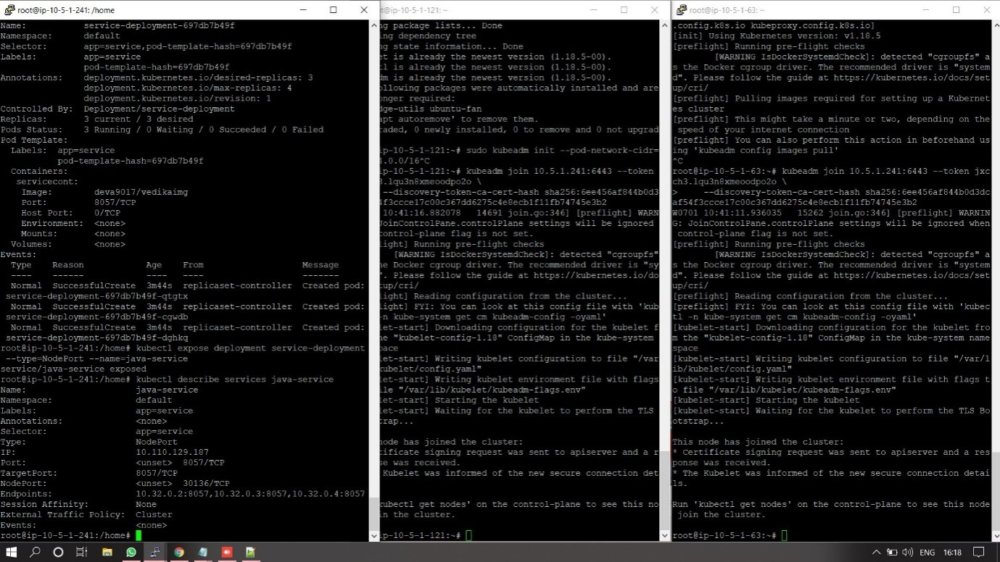 root@ip-10-5-1-241: /home
Name: service-deployment-697db7b49f
Namespace: default
Selector: app=service,pod-template-hash=697db7b49f
Labels: app=service
pod-template-hash=697db7b49f
Annotations: deployment.kubernetes.io/desired-replicas: 3
deployment.kubernetes.io/max-replicas: 4
deployment.kubernetes.io/revision: 1
Controlled By: Deployment/service-deployment
Replicas: 3 current / 3 desired
Pods Status: 3 Running / 0 Waiting / 0 Succeeded / 0 Failed
Pod Template:
Labels: app=service
pod-template-hash=697db7b49f
Containers:
servicecont:
Image: deva9017/vedikaimg
Port: 8057/TCP
Host Port: 0/TCP
Environment: <none>
Mounts: <none>
Volumes: <none>
Events:
Type Reason Age From Message
---- ------ ---- ---- -------
Normal SuccessfulCreate 3m44s replicaset-controller Created pod:
service-deployment-697db7b49f-qtgtx
Normal SuccessfulCreate 3m44s replicaset-controller Created pod:
service-deployment-697db7b49f-cgwdb
Normal SuccessfulCreate 3m44s replicaset-controller Created pod:
service-deployment-697db7b49f-dghkq
root@ip-10-5-1-241:/home# kubectl expose deployment service-deployment
--type=NodePort --name=java-service
service/java-service exposed
root@ip-10-5-1-241:/home# kubectl describe services java-service
Name: java-service
Namespace: default
Labels: app=service
Annotations: <none>
Selector: app=service
Type: NodePort
IP: 10.110.129.187
Port: <unset> 8057/TCP
TargetPort: 8057/TCP
NodePort: <unset> 30136/TCP
Endpoints: 10.32.0.2:8057,10.32.0.3:8057,10.32.0.4:8057
Session Affinity: None
External Traffic Policy: Cluster
Events: <none>
root@ip-10-5-1-241:/home#
ip-10-5-1-121: ~
ng package lists... Done
ng dependency tree
ng state information... Done
et is already the newest version (1.18.5-00).
tl is already the newest version (1.18.5-00).
dm is already the newest version (1.18.5-00).
ollowing packages were automatically installed and are
onger required:
dge-utils ubuntu-fan
apt autoremove' to remove them.
raded, 0 newly installed, 0 to remove and 0 not upgrad
ip-10-5-1-121:~# sudo kubeadm init --pod-network-cidr=
4.0.0/16^C
ip-10-5-1-121:~# kubeadm join 10.5.1.241:6443 --token
3.lqu3n8xmeoodpo2o \
--discovery-token-ca-cert-hash sha256:6ee456af844b0d3
f3ccce17c00c367dd6275c4e8ecb1f11fb74745e3b2
10:41:16.882078 14691 join.go:346] [preflight] WARN
JoinControlPane.controlPlane settings will be ignored
control-plane flag is not set.
light] Running pre-flight checks
[WARNING IsDockerSystemdCheck]: detected "cgroupfs"
he Docker cgroup driver. The recommended driver is "sy
". Please follow the guide at https://kubernetes.io/do
up/cri/
light] Reading configuration from the cluster...
light] FYI: You can look at this config file with 'kub
-n kube-system get cm kubeadm-config -oyaml'
let-start] Downloading configuration for the kubelet f
he "kubelet-config-1.18" ConfigMap in the kube-system
pace
let-start] Writing kubelet configuration to file "/var
kubelet/config.yaml"
let-start] Writing kubelet environment file with flags
ile "/var/lib/kubelet/kubeadm-flags.env"
let-start] Starting the kubelet
let-start] Waiting for the kubelet to perform the TLS
trap...
node has joined the cluster:
tificate signing request was sent to apiserver and a r
se was received.
Kubelet was informed of the new secure connection det
kubectl get nodes' on the control-plane to see this no
in the cluster.
ip-10-5-1-121:~#
root@ip-10-5-1-63: ~
.config.k8s.io kubeproxy.config.k8s.io]
[init] Using Kubernetes version: v1.18.5
[preflight] Running pre-flight checks
[WARNING IsDockerSystemdCheck]: detected "cgroupfs" a
s the Docker cgroup driver. The recommended driver is "system
d". Please follow the guide at https://kubernetes.io/docs/set
up/cri/
[preflight] Pulling images required for setting up a Kubernet
es cluster
[preflight] This might take a minute or two, depending on the
speed of your internet connection
[preflight] You can also perform this action in beforehand us
ing 'kubeadm config images pull'
^C
root@ip-10-5-1-63:~# kubeadm join 10.5.1.241:6443 --token jxc
ch3.lqu3n8xmeoodpo2o \
> --discovery-token-ca-cert-hash sha256:6ee456af844b0d3dc
af54f3ccce17c00c367dd6275c4e8ecb1f11fb74745e3b2
W0701 10:41:11.936035 15262 join.go:346] [preflight] WARNIN
G: JoinControlPane.controlPlane settings will be ignored when
control-plane flag is not set.
[preflight] Running pre-flight checks
[WARNING IsDockerSystemdCheck]: detected "cgroupfs" a
s the Docker cgroup driver. The recommended driver is "system
d". Please follow the guide at https://kubernetes.io/docs/set
up/cri/
[preflight] Reading configuration from the cluster...
[preflight] FYI: You can look at this config file with 'kubec
tl -n kube-system get cm kubeadm-config -oyaml'
[kubelet-start] Downloading configuration for the kubelet fro
m the "kubelet-config-1.18" ConfigMap in the kube-system name
space
[kubelet-start] Writing kubelet configuration to file "/var/l
ib/kubelet/config.yaml"
[kubelet-start] Writing kubelet environment file with flags t
o file "/var/lib/kubelet/kubeadm-flags.env"
[kubelet-start] Starting the kubelet
[kubelet-start] Waiting for the kubelet to perform the TLS Bo
otstrap...
This node has joined the cluster:
* Certificate signing request was sent to apiserver and a res
ponse was received.
* The Kubelet was informed of the new secure connection detai
ls.
Run 'kubectl get nodes' on the control-plane to see this node
join the cluster.
root@ip-10-5-1-63:~#
ENG 16:18